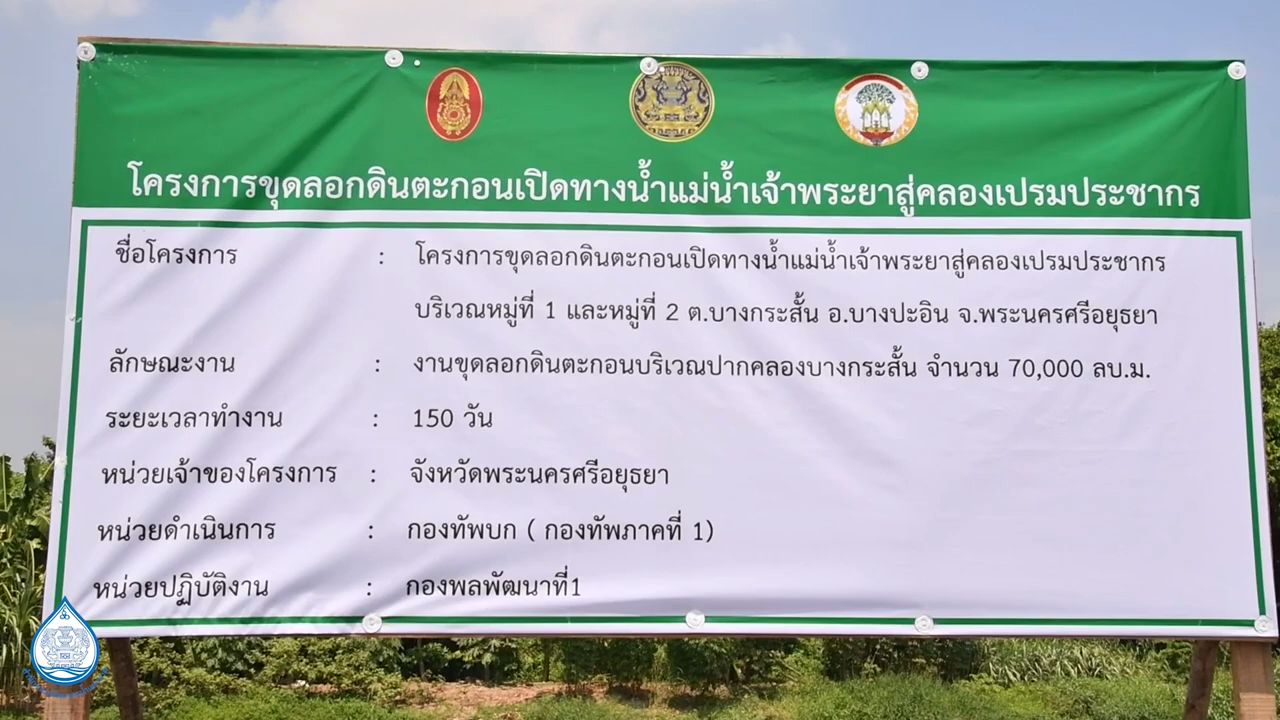 โครงการขุดลอกดินตะกอนเปิดทางน้ำแม่น้ำเจ้าพระยาสู่คลองเปรมประชากร
ชื่อโครงการ : โครงการขุดลอกดินตะกอนเปิดทางน้ำแม่น้ำเจ้าพระยาสู่คลองเปรมประชากร
บริเวณหมู่ที่ 1 และหมู่ที่ 2 ต.บางกระสั้น อ.บางปะอิน จ.พระนครศรีอยุธยา
ลักษณะงาน : งานขุดลอกดินตะกอนบริเวณปากคลองบางกระสั้น จำนวน 70,000 ลบ.ม.
ระยะเวลาทำงาน : 150 วัน
หน่วยเจ้าของโครงการ : จังหวัดพระนครศรีอยุธยา
หน่วยดำเนินการ : กองทัพบก ( กองทัพภาคที่ 1)
หน่วยปฏิบัติงาน : กองพลพัฒนาที่1